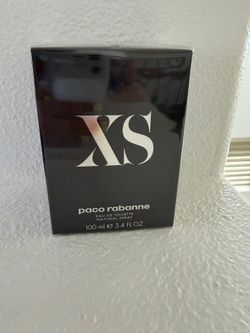 XS
paco rabanne
EAU DE TOILETTE
NATURAL SPRAY
100 ml ℮ 3.4 FL OZ